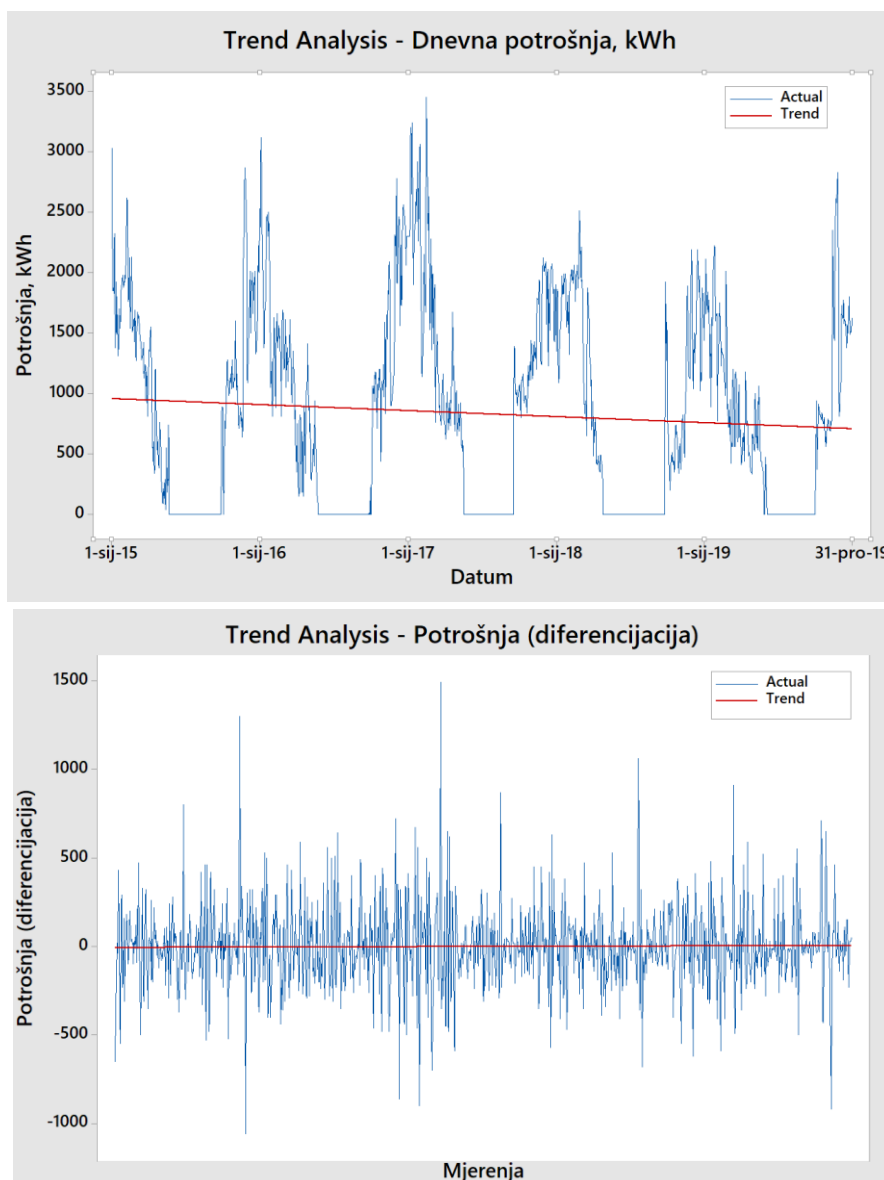 Trend Analysis - Dnevna potrošnja, kWh
Actual
Trend
Potrošnja, kWh
3500
3000
2500
2000
1500
1000
500
0
1-sij-15
1-sij-16
1-sij-17
1-sij-18
1-sij-19
31-pro-19
Datum
Trend Analysis - Potrošnja (diferencijacija)
Actual
Trend
Potrošnja (diferencijacija)
1500
1000
500
0
-500
-1000
Mjerenja